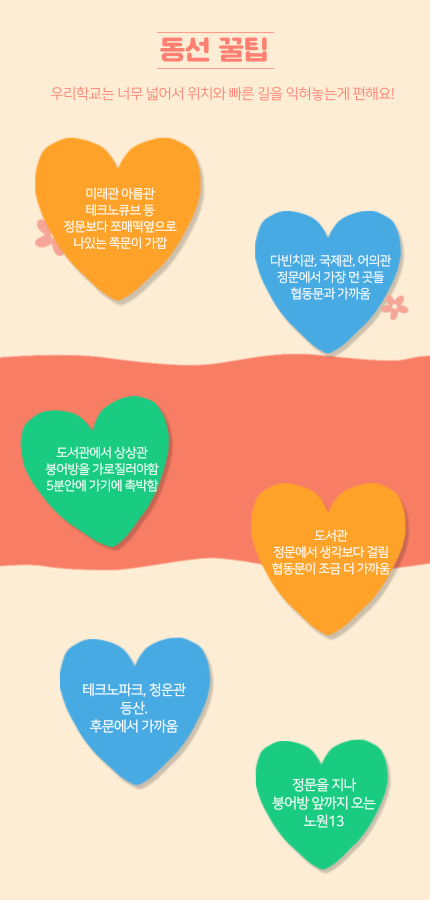 동선 꿀팁
우리학교는 너무 넓어서 위치와 빠른 길을 익혀놓는게 편해요!
미래관 아름관
테크노큐브 등
정문보다 쪼매떡옆으로
나있는 쪽문이 가깝
다빈치관, 국제관, 어의관
정문에서 가장 먼 곳들
협동문과 가까움
도서관에서 상상관
붕어방을 가로질러야함
5분안에 가기에 촉박함
도서관
정문에서 생각보다 걸림
협동문이 조금 더 가까움
테크노파크, 청운관
등산.
후문에서 가까움
정문을 지나
붕어방 앞까지 오는
노원13